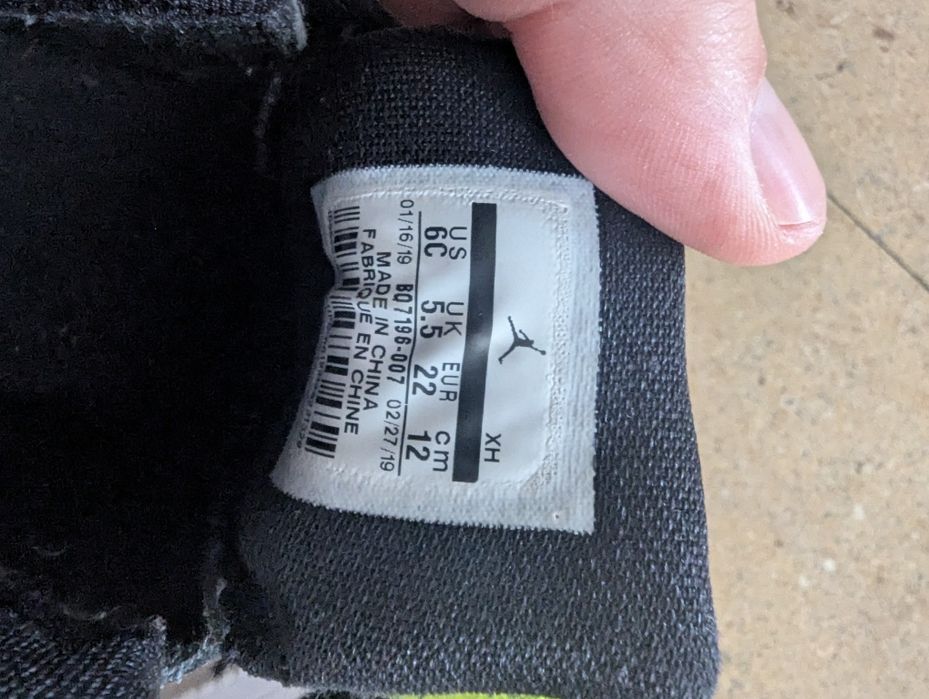 XH
US UK EUR cm
6C 5.5 22 12
01/16/19 BQ7196-007 02/27/19
MADE IN CHINA
FABRIQUE EN CHINE